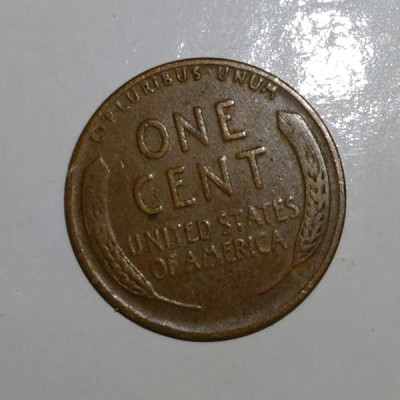 E PLURIBUS UNUM
ONE
CENT
UNITED STATES
OF AMERICA